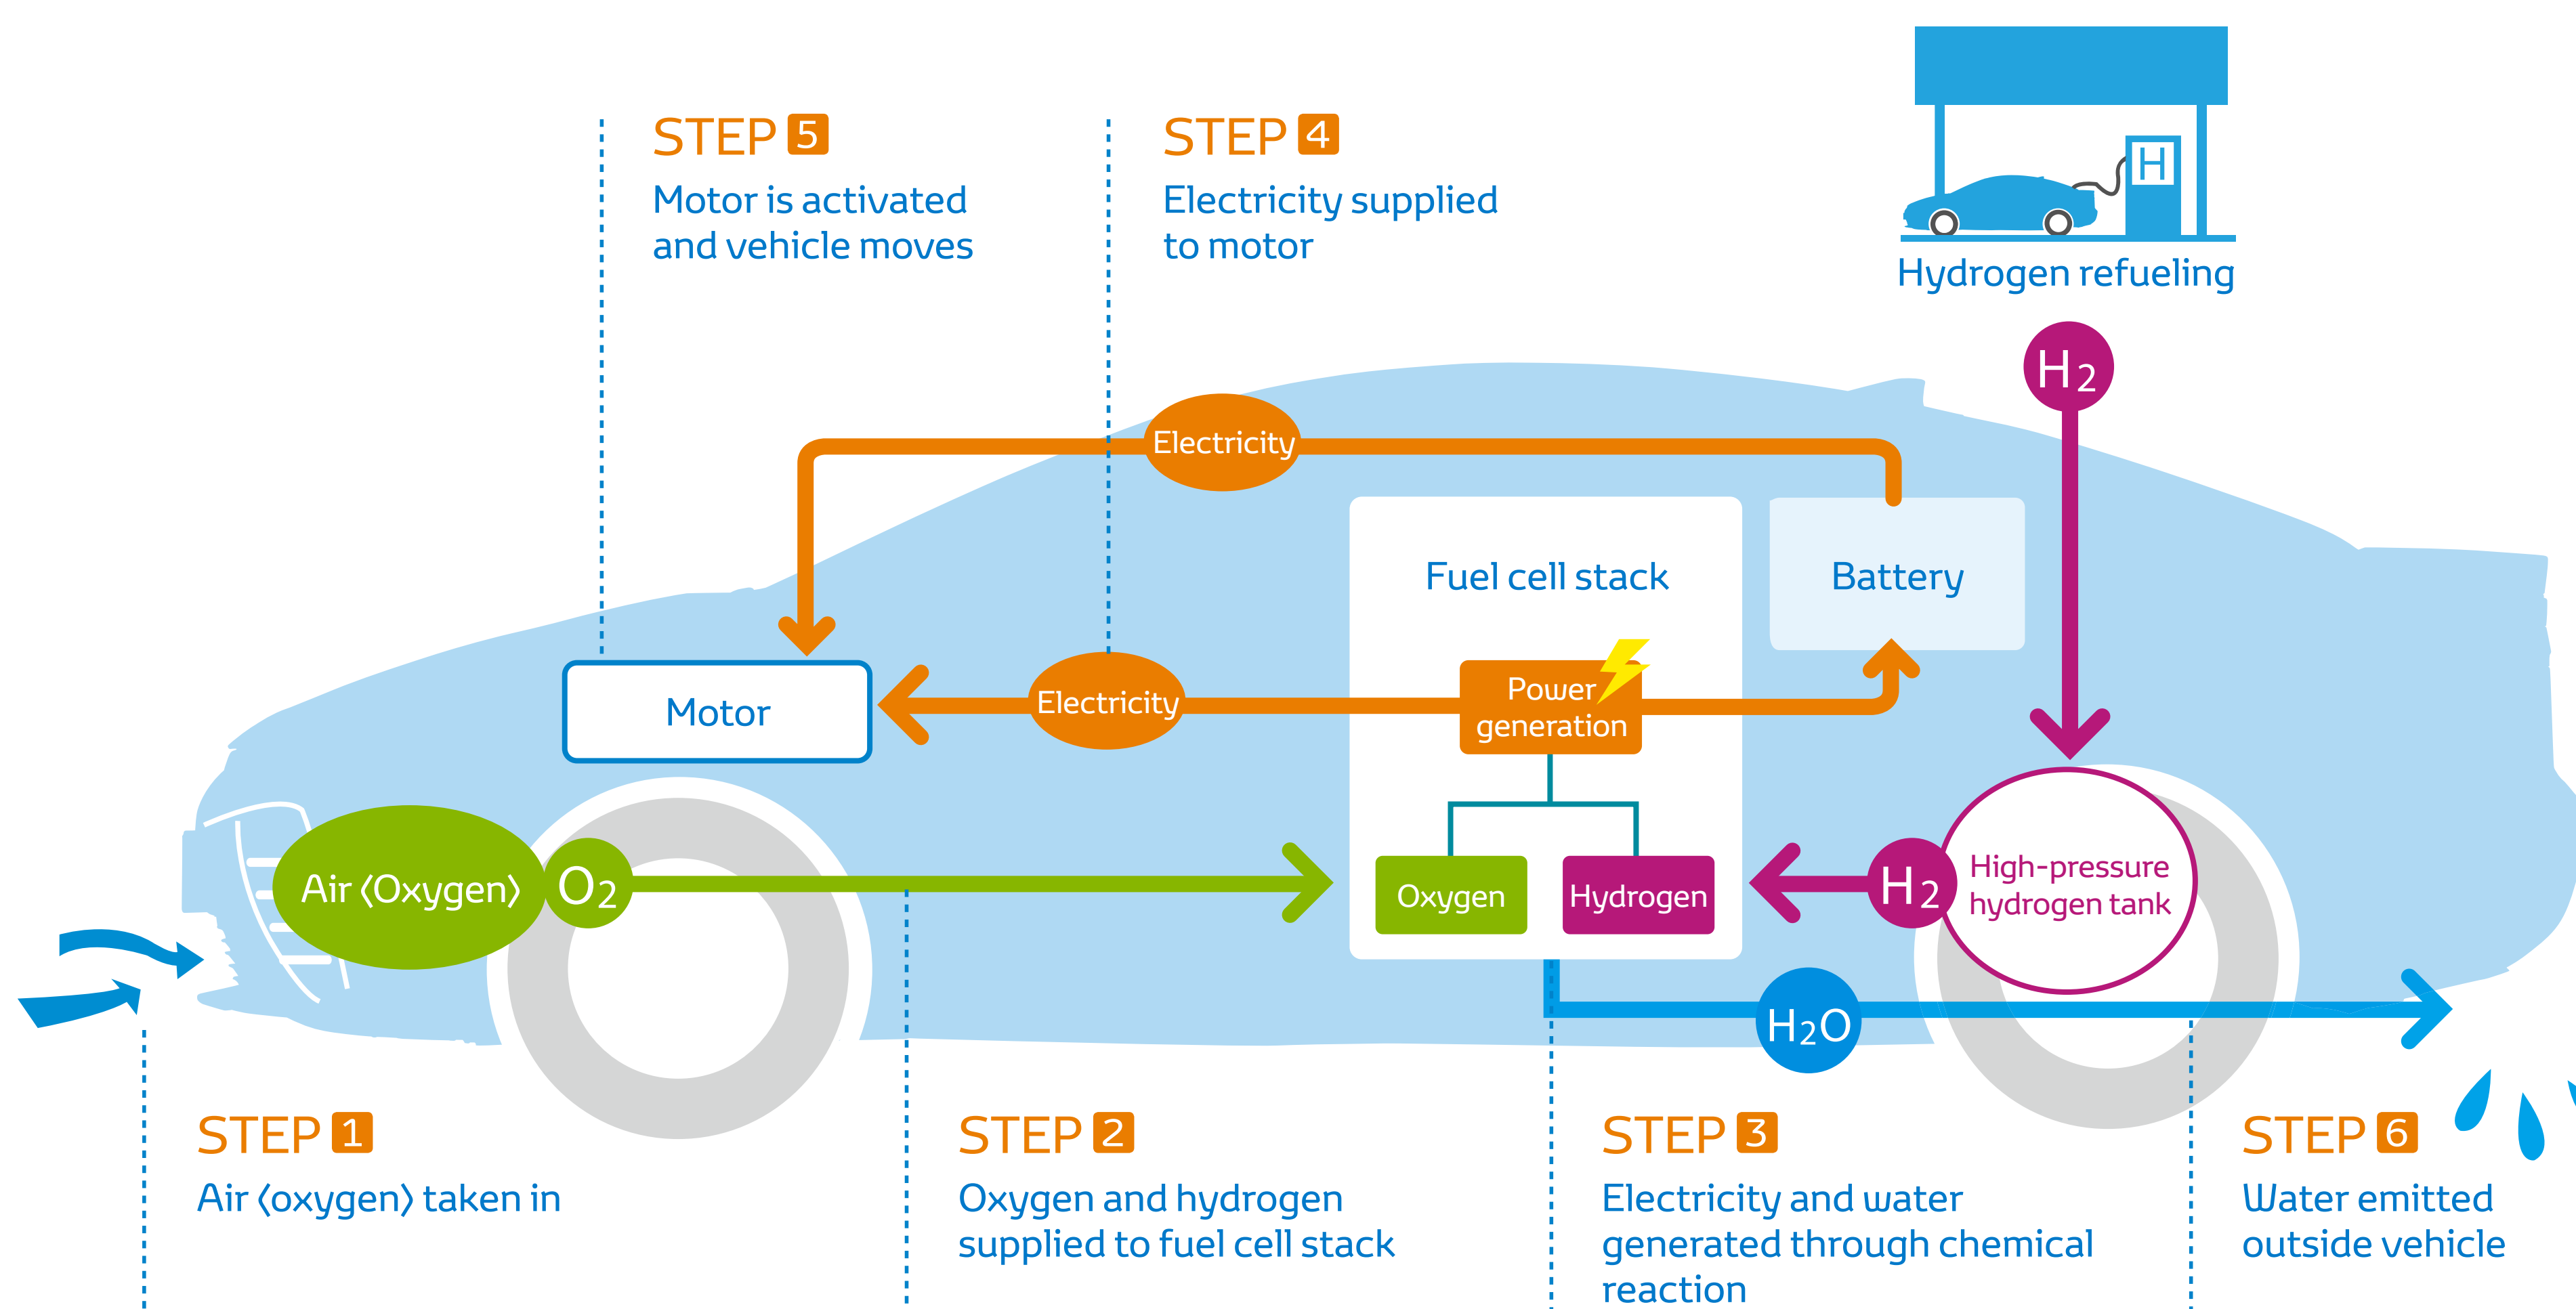 STEP 5
Motor is activated
and vehicle moves
STEP 4
Electricity supplied
to motor
H
Hydrogen refueling
H2
Electricity
Fuel cell stack
Battery
Motor
Electricity
Power
generation
Air〈Oxygen〉
O2
Oxygen
Hydrogen
H2
High-pressure
hydrogen tank
H2O
STEP 1
Air〈oxygen〉taken in
STEP 2
Oxygen and hydrogen
supplied to fuel cell stack
STEP 3
Electricity and water
generated through chemical
reaction
STEP 6
Water emitted
outside vehicle